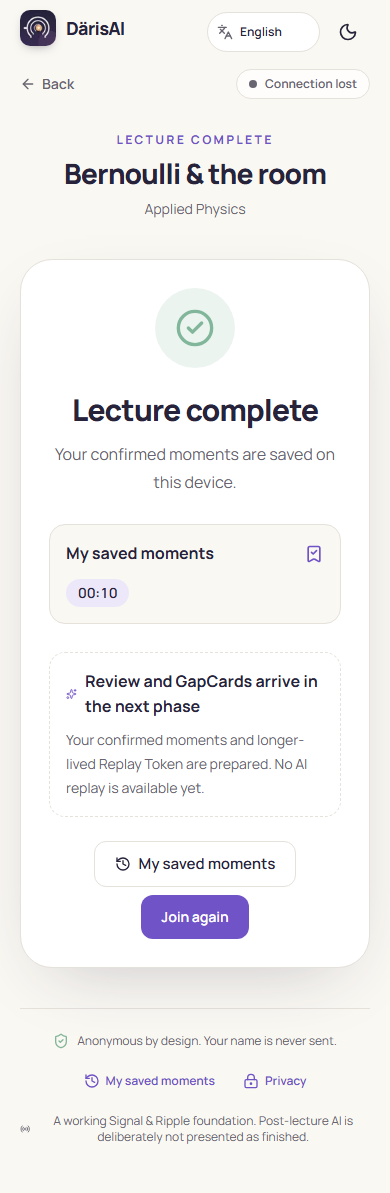 DärisAI
English
Back
Connection lost
LECTURE COMPLETE
Bernoulli & the room
Applied Physics
Lecture complete
Your confirmed moments are saved on
this device.
My saved moments
00:10
Review and GapCards arrive in
the next phase
Your confirmed moments and longer-
lived Replay Token are prepared. No AI
replay is available yet.
My saved moments
Join again
Anonymous by design. Your name is never sent.
My saved moments
Privacy
A working Signal & Ripple foundation. Post-lecture AI is
deliberately not presented as finished.